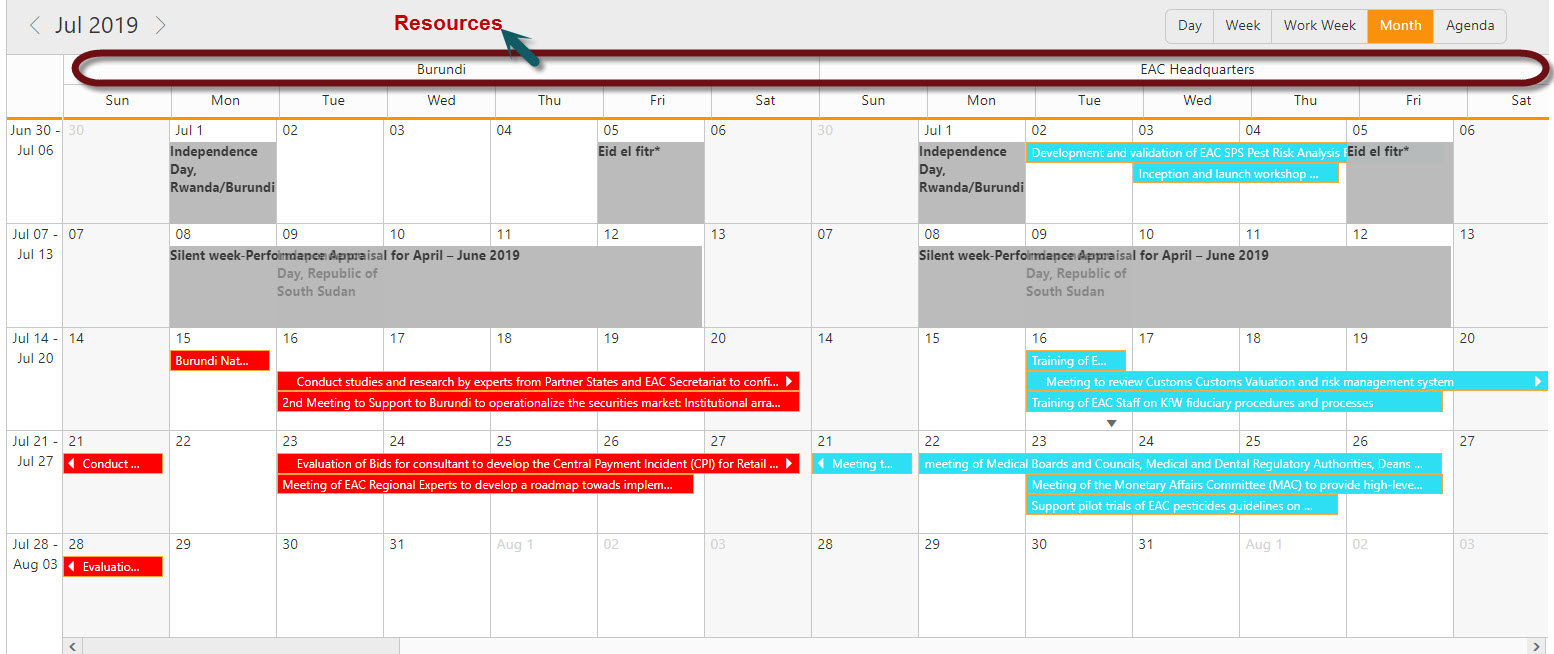 Jul 2019
Resources
Day Week Work Week Month Agenda
Burundi EAC Headquarters
Sun Mon Tue Wed Thu Fri Sat Sun Mon Tue Wed Thu Fri Sat
Jun 30 - 30 Jul 1 02 03 04 05 06 30 Jul 1 02 03 04 05 06
Jul 06
Independence Eid el fitr* Independence Development and validation of EAC SPS Pest Risk Analysis Eid el fitr*
Day, Day, Inception and launch workshop ...
Rwanda/Burundi Rwanda/Burundi
Jul 07 - 07 08 09 10 11 12 13 07 08 09 10 11 12 13
Jul 13
Silent week-Performance Appraisal for April – June 2019 Silent week-Performance Appraisal for April – June 2019
Independence Independence
Day, Republic of Day, Republic of
South Sudan South Sudan
Jul 14 - 14 15 16 17 18 19 20 14 15 16 17 18 19 20
Jul 20
Burundi Nat... Training of E...
Conduct studies and research by experts from Partner States and EAC Secretariat to confi... Meeting to review Customs Customs Valuation and risk management system
2nd Meeting to Support to Burundi to operationalize the securities market: Institutional arra... Training of EAC Staff on KfW fiduciary procedures and processes
Jul 21 - 21 22 23 24 25 26 27 21 22 23 24 25 26 27
Jul 27
Conduct ... Evaluation of Bids for consultant to develop the Central Payment Incident (CPI) for Retail ... Meeting t... meeting of Medical Boards and Councils, Medical and Dental Regulatory Authorities, Deans ...
Meeting of EAC Regional Experts to develop a roadmap towads implem... Meeting of the Monetary Affairs Committee (MAC) to provide high-leve...
Support pilot trials of EAC pesticides guidelines on ...
Jul 28 - 28 29 30 31 Aug 1 02 03 28 29 30 31 Aug 1 02 03
Aug 03
Evaluatio...